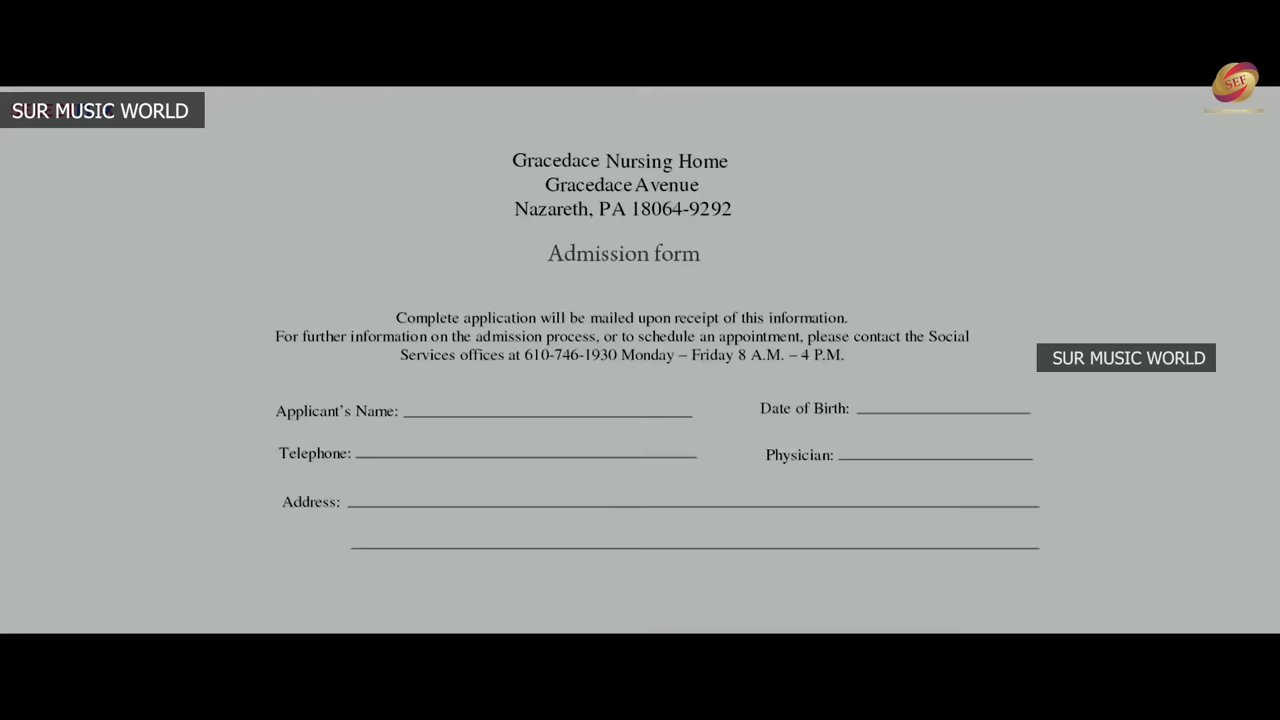 SUR MUSIC WORLD
SEF
Gracedace Nursing Home
Gracedace Avenue
Nazareth, PA 18064-9292
Admission form
Complete application will be mailed upon receipt of this information.
For further information on the admission process, or to schedule an appointment, please contact the Social
Services offices at 610-746-1930 Monday – Friday 8 A.M. – 4 P.M.
SUR MUSIC WORLD
Applicant's Name: Date of Birth:
Telephone: Physician:
Address: